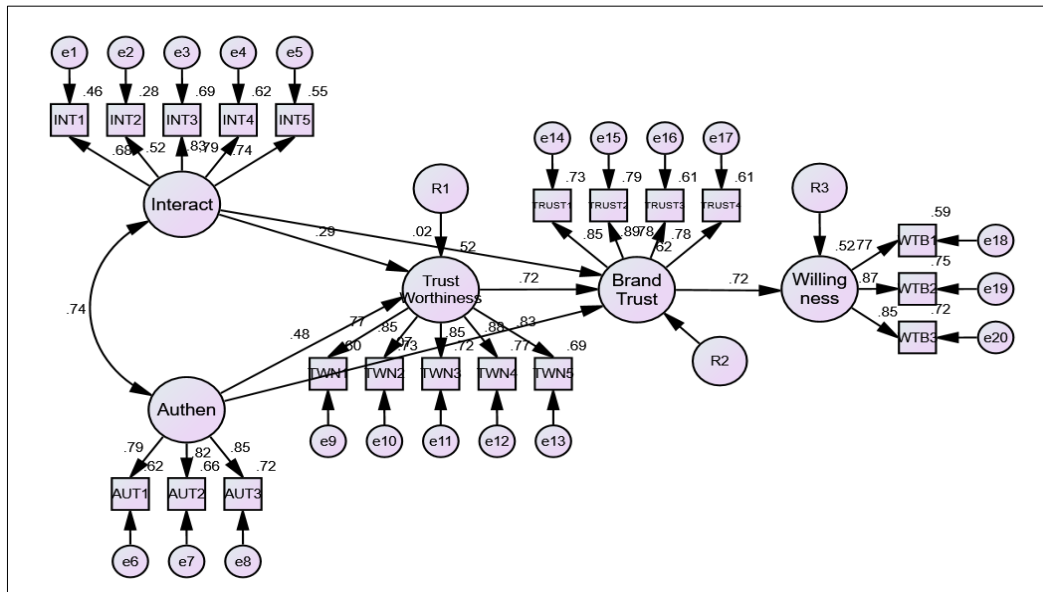 e1 e2 e3 e4 e5
.46 .28 .69 .62 .55
INT1 INT2 INT3 INT4 INT5
.68 .52 .83 .79 .74
Interact
e14 e15 e16 e17
.73 .79 .61 .61
TRUST1 TRUST2 TRUST3 TRUST4
.85 .89 .78 .78
R1
R3
.29 .02 .52 .62
.52 .77 .59
WTB1 e18
Trust
Worthiness
.72
Brand
Trust
.72
Willing
ness
.87 .75
WTB2 e19
.85 .72
WTB3 e20
.74
.48 .77 .85 .85 .88 .83
.60 .73 .72 .77 .69
TWN1 TWN2 TWN3 TWN4 TWN5
R2
e9 e10 e11 e12 e13
Authen
.79 .82 .85
.62 .66 .72
AUT1 AUT2 AUT3
e6 e7 e8